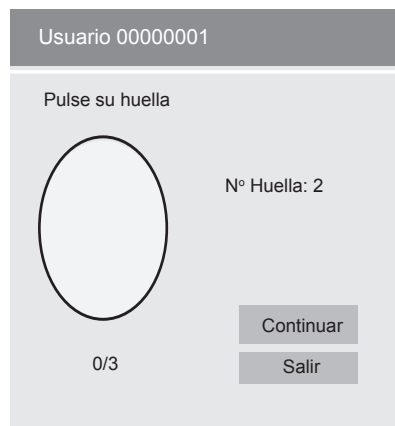 Usuario 00000001
Pulse su huella
Nº Huella: 2
Continuar
0/3
Salir